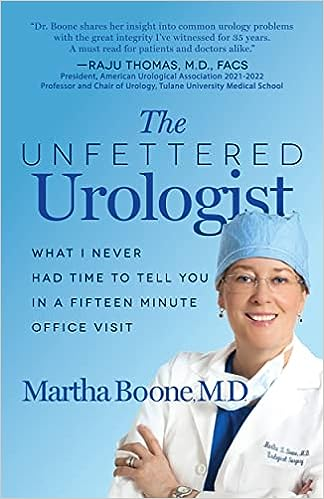 “Dr. Boone shares her insight into common urology problems
with the great integrity I’ve witnessed for 35 years.
A must read for patients and doctors alike.”
—RAJU THOMAS, M.D., FACS
President, American Urological Association 2021-2022
Professor and Chair of Urology, Tulane University Medical School
The
UNFETTERED
Urologist
WHAT I NEVER
HAD TIME TO TELL YOU
IN A FIFTEEN MINUTE
OFFICE VISIT
Martha Boone, M.D.
Martha B. Boone, M.D.
Urological Surgery